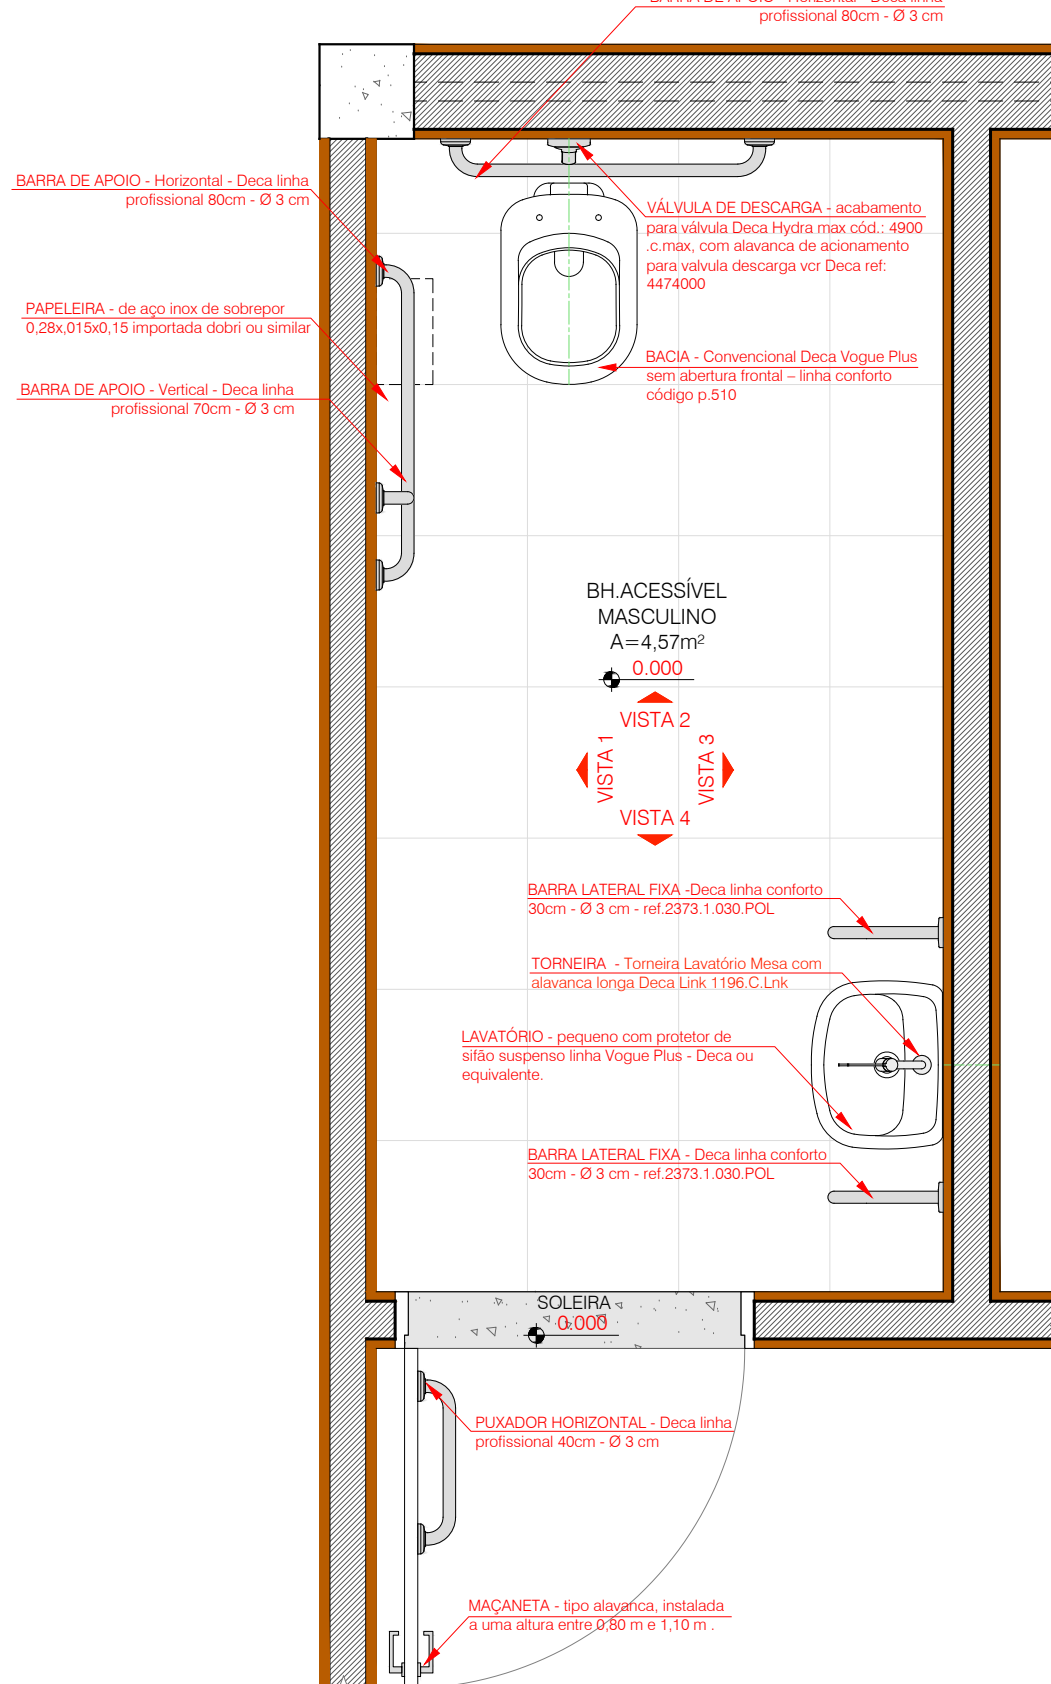 BARRA DE APOIO - Horizontal - Deca linha
profissional 80cm - Ø 3 cm
BARRA DE APOIO - Horizontal - Deca linha
profissional 80cm - Ø 3 cm
VÁLVULA DE DESCARGA - acabamento
para válvula Deca Hydra max cód.: 4900
.c.max, com alavanca de acionamento
para valvula descarga vcr Deca ref:
4474000
PAPELEIRA - de aço inox de sobrepor
0,28x,015x0,15 importada dobri ou similar
BACIA - Convencional Deca Vogue Plus
sem abertura frontal – linha conforto
código p.510
BARRA DE APOIO - Vertical - Deca linha
profissional 70cm - Ø 3 cm
BH.ACESSÍVEL
MASCULINO
A=4,57m²
0.000
VISTA 2
VISTA 1
VISTA 3
VISTA 4
BARRA LATERAL FIXA -Deca linha conforto
30cm - Ø 3 cm - ref.2373.1.030.POL
TORNEIRA - Torneira Lavatório Mesa com
alavanca longa Deca Link 1196.C.Lnk
LAVATÓRIO - pequeno com protetor de
sifão suspenso linha Vogue Plus - Deca ou
equivalente.
BARRA LATERAL FIXA - Deca linha conforto
30cm - Ø 3 cm - ref.2373.1.030.POL
SOLEIRA
0.000
PUXADOR HORIZONTAL - Deca linha
profissional 40cm - Ø 3 cm
MAÇANETA - tipo alavanca, instalada
a uma altura entre 0,80 m e 1,10 m .